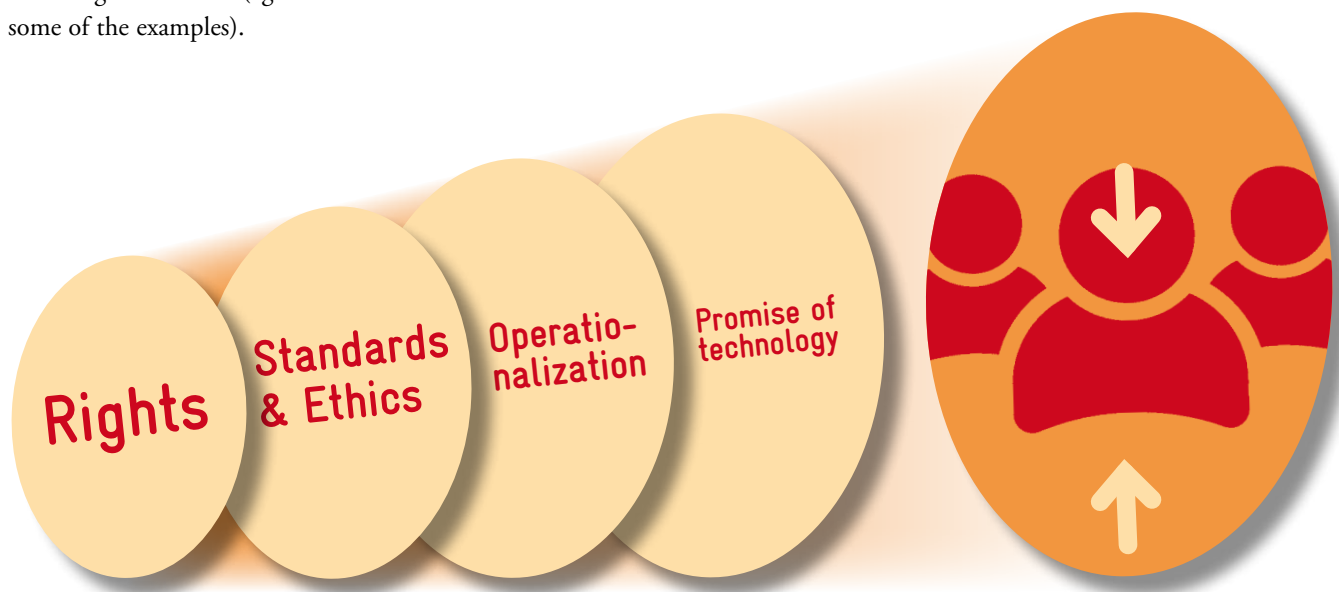 some of the examples).
Rights
Standards
& Ethics
Operatio-
nalization
Promise of
technology